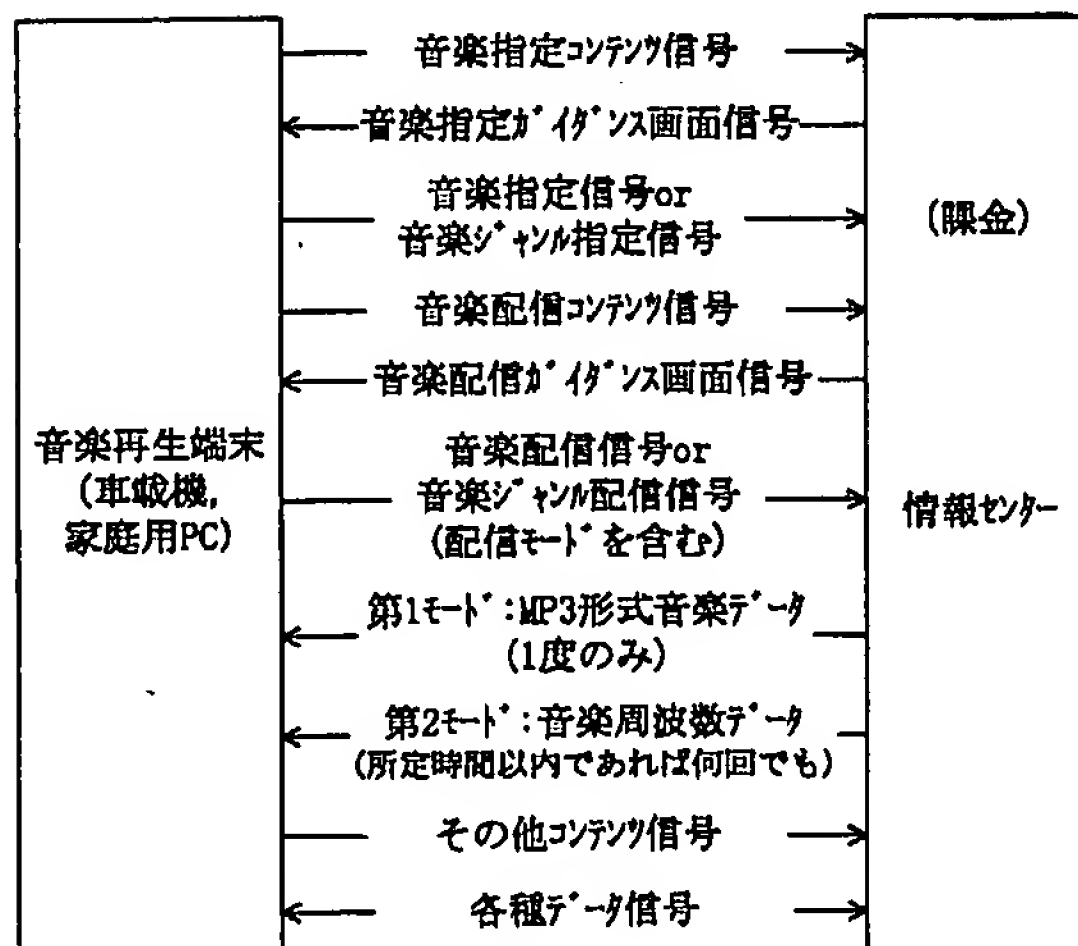 音楽指定ｺﾝﾃﾝﾂ信号
音楽指定ｶﾞｲﾀﾞﾝｽ画面信号
音楽指定信号or
音楽ｼﾞｬﾝﾙ指定信号
(課金)
音楽配信ｺﾝﾃﾝﾂ信号
音楽配信ｶﾞｲﾀﾞﾝｽ画面信号
音楽再生端末
(車載機,
家庭用PC)
音楽配信信号or
音楽ｼﾞｬﾝﾙ配信信号
(配信ﾓｰﾄﾞを含む)
情報ｾﾝﾀｰ
第1ﾓｰﾄﾞ:MP3形式音楽ﾃﾞｰﾀ
(1度のみ)
第2ﾓｰﾄﾞ:音楽周波数ﾃﾞｰﾀ
(所定時間以内であれば何回でも)
その他ｺﾝﾃﾝﾂ信号
各種ﾃﾞｰﾀ信号